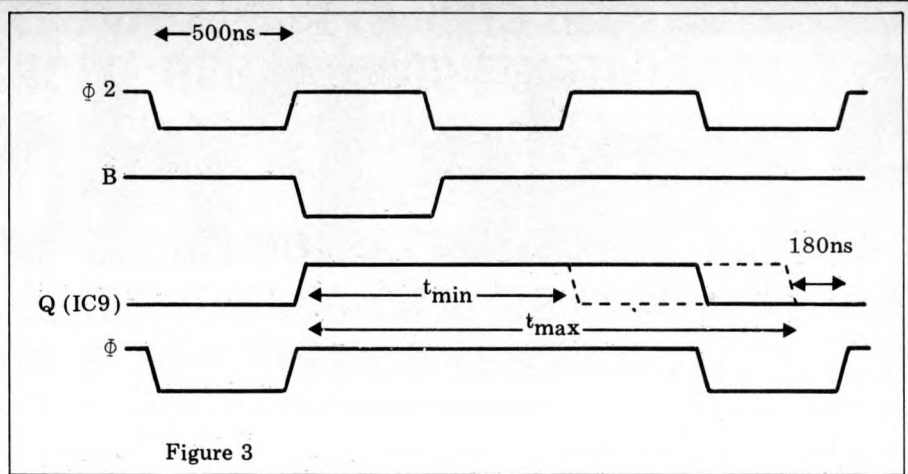 500ns
Φ 2
B
180ns
Q (IC9)
tmin
tmax
Φ
Figure 3